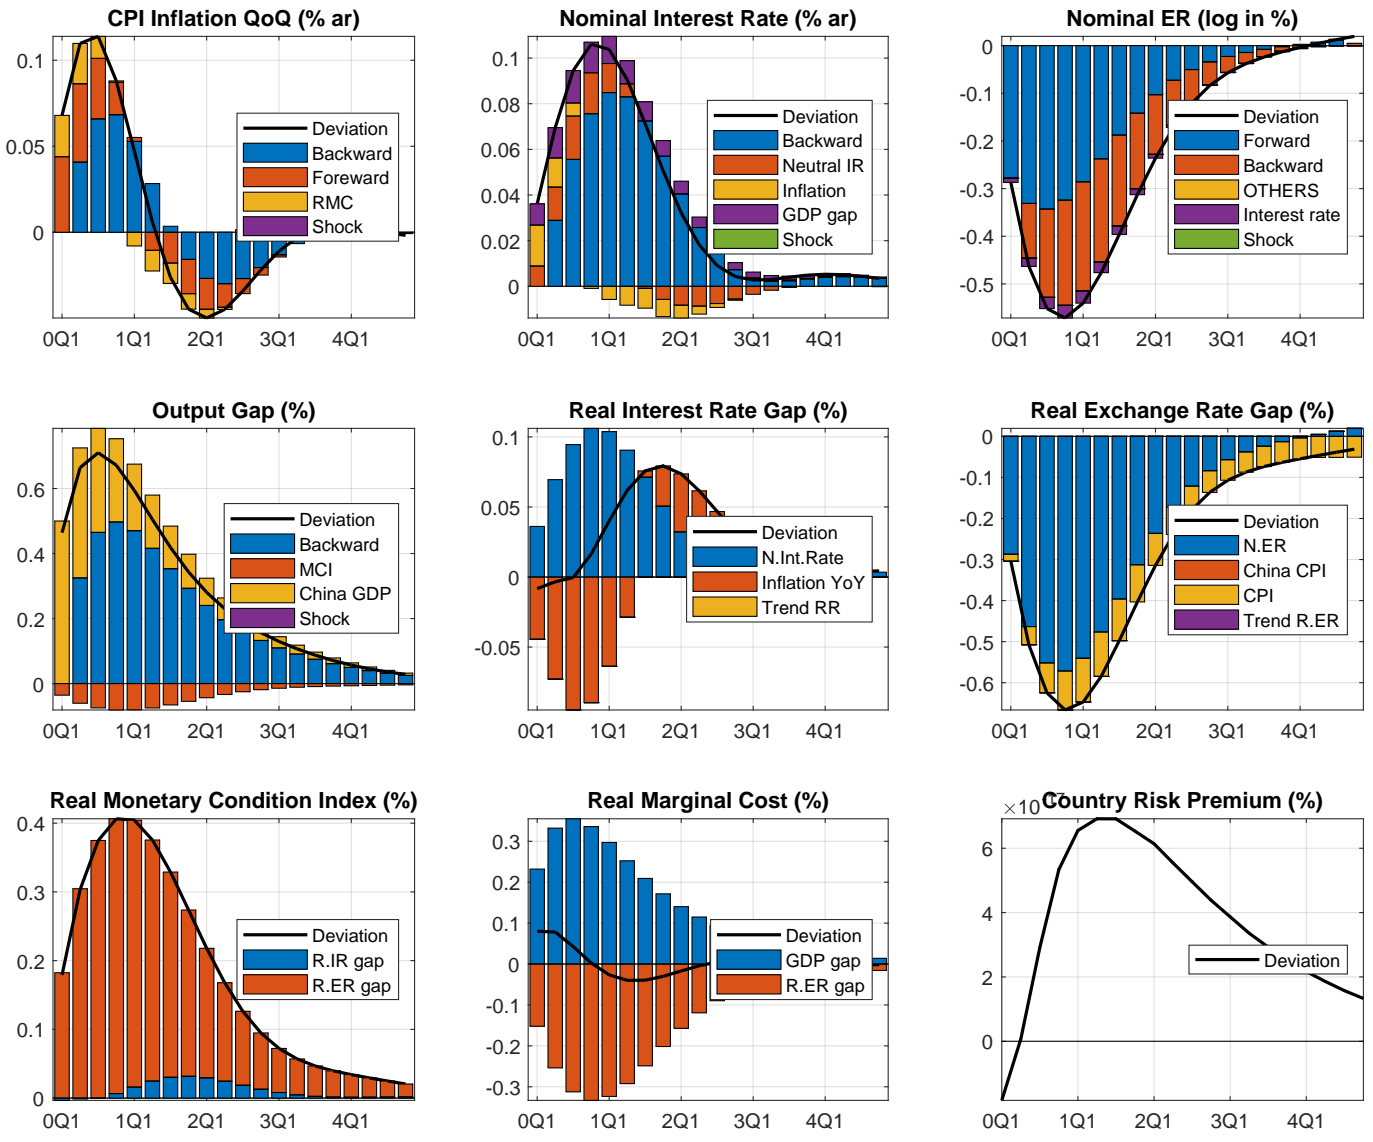 CPI Inflation QoQ (% ar)
0.1
0.05
0
0Q1 1Q1 2Q1 3Q1 4Q1
Deviation
Backward
Foreward
RMC
Shock
Nominal Interest Rate (% ar)
0.1
0.08
0.06
0.04
0.02
0
0Q1 1Q1 2Q1 3Q1 4Q1
Deviation
Backward
Neutral IR
Inflation
GDP gap
Shock
Nominal ER (log in %)
0
-0.1
-0.2
-0.3
-0.4
-0.5
0Q1 1Q1 2Q1 3Q1 4Q1
Deviation
Forward
Backward
OTHERS
Interest rate
Shock
Output Gap (%)
0.6
0.4
0.2
0
0Q1 1Q1 2Q1 3Q1 4Q1
Deviation
Backward
MCI
China GDP
Shock
Real Interest Rate Gap (%)
0.1
0.05
0
-0.05
0Q1 1Q1 2Q1 3Q1 4Q1
Deviation
N.Int.Rate
Inflation YoY
Trend RR
Real Exchange Rate Gap (%)
0
-0.1
-0.2
-0.3
-0.4
-0.5
-0.6
0Q1 1Q1 2Q1 3Q1 4Q1
Deviation
N.ER
China CPI
CPI
Trend R.ER
Real Monetary Condition Index (%)
0.4
0.3
0.2
0.1
0
0Q1 1Q1 2Q1 3Q1 4Q1
Deviation
R.IR gap
R.ER gap
Real Marginal Cost (%)
0.3
0.2
0.1
0
-0.1
-0.2
-0.3
0Q1 1Q1 2Q1 3Q1 4Q1
Deviation
GDP gap
R.ER gap
Country Risk Premium (%)
×10
6
4
2
0
0Q1 1Q1 2Q1 3Q1 4Q1
Deviation